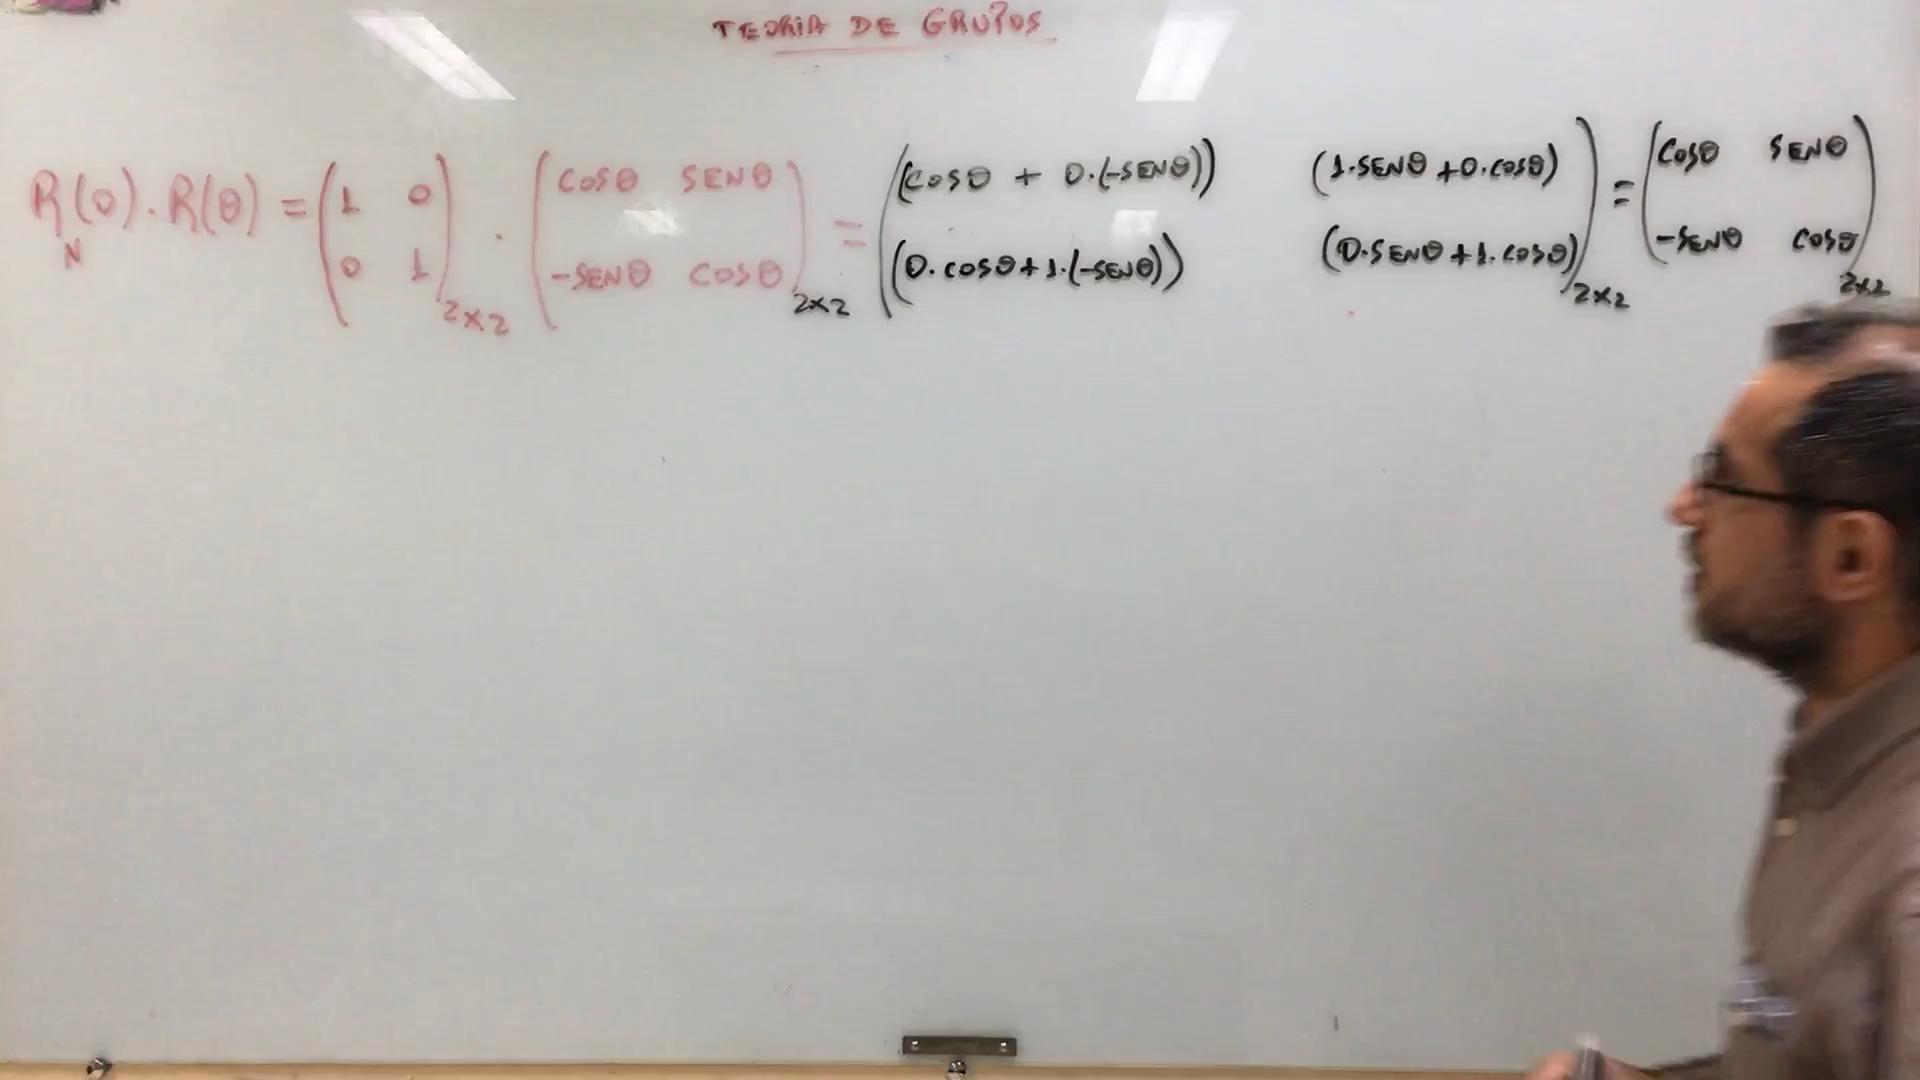 TEORIA DE GRUPOS
R(0).R(θ) = (1 0 . (COSθ SENθ = ((COSθ + 0.(-SENθ)) (1.SENθ + 0.COSθ) = (COSθ SENθ
N 0 1)2x2 -SENθ COSθ)2x2 (0.COSθ + 1.(-SENθ)) (0.SENθ + 1.COSθ))2x2 -SENθ COSθ)2x2